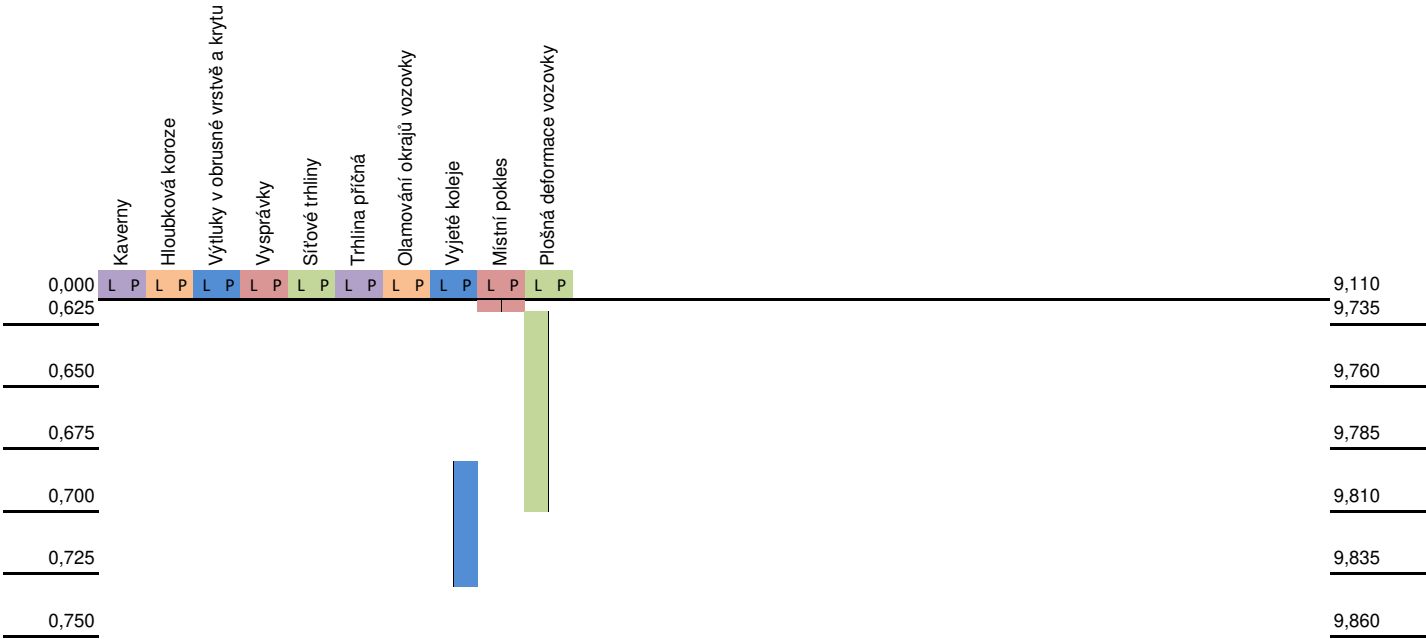 Kaverny
Hloubková koroze
Výtluky v obrusné vrstvě a krytu
Vysprávky
Síťové trhliny
Trhlina příčná
Olamování okrajů vozovky
Vyjeté koleje
Místní pokles
Plošná deformace vozovky
0,000 L P L P L P L P L P L P L P L P L P L P 9,110
0,625 9,735
0,650 9,760
0,675 9,785
0,700 9,810
0,725 9,835
0,750 9,860